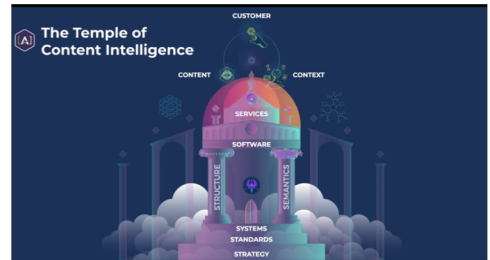 CUSTOMER
[A]
The Temple of
Content Intelligence
CONTENT
CONTEXT
SERVICES
SOFTWARE
STRUCTURE
SEMANTICS
SYSTEMS
STANDARDS
STRATEGY